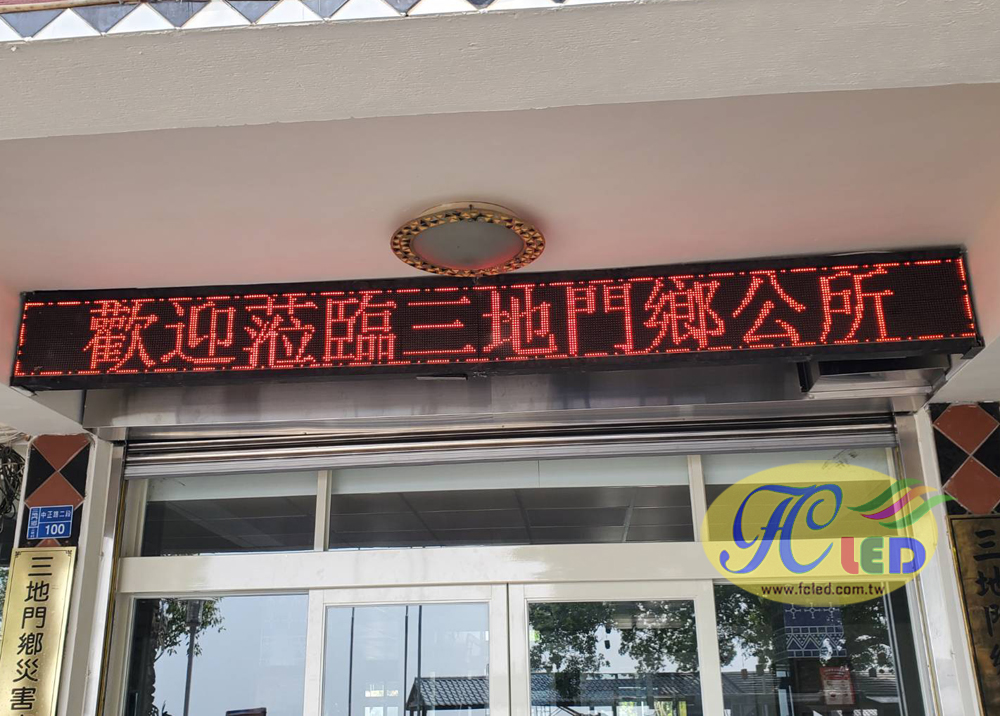 歡迎蒞臨三地門鄉公所
中正路二段
100
三地門鄉災害
三地門
FC LED
www.fcled.com.tw